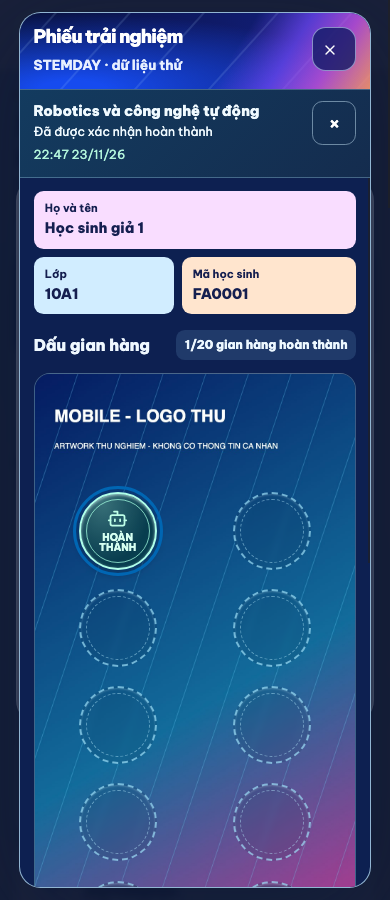 Phiếu trải nghiệm
STEMDAY · dữ liệu thử
Robotics và công nghệ tự động
Đã được xác nhận hoàn thành
22:47 23/11/26
Họ và tên
Học sinh giả 1
Lớp
10A1
Mã học sinh
FA0001
Dấu gian hàng
1/20 gian hàng hoàn thành
MOBILE - LOGO THU
ARTWORK THU NGHIEM - KHONG CO THONG TIN CA NHAN
HOÀN
THÀNH